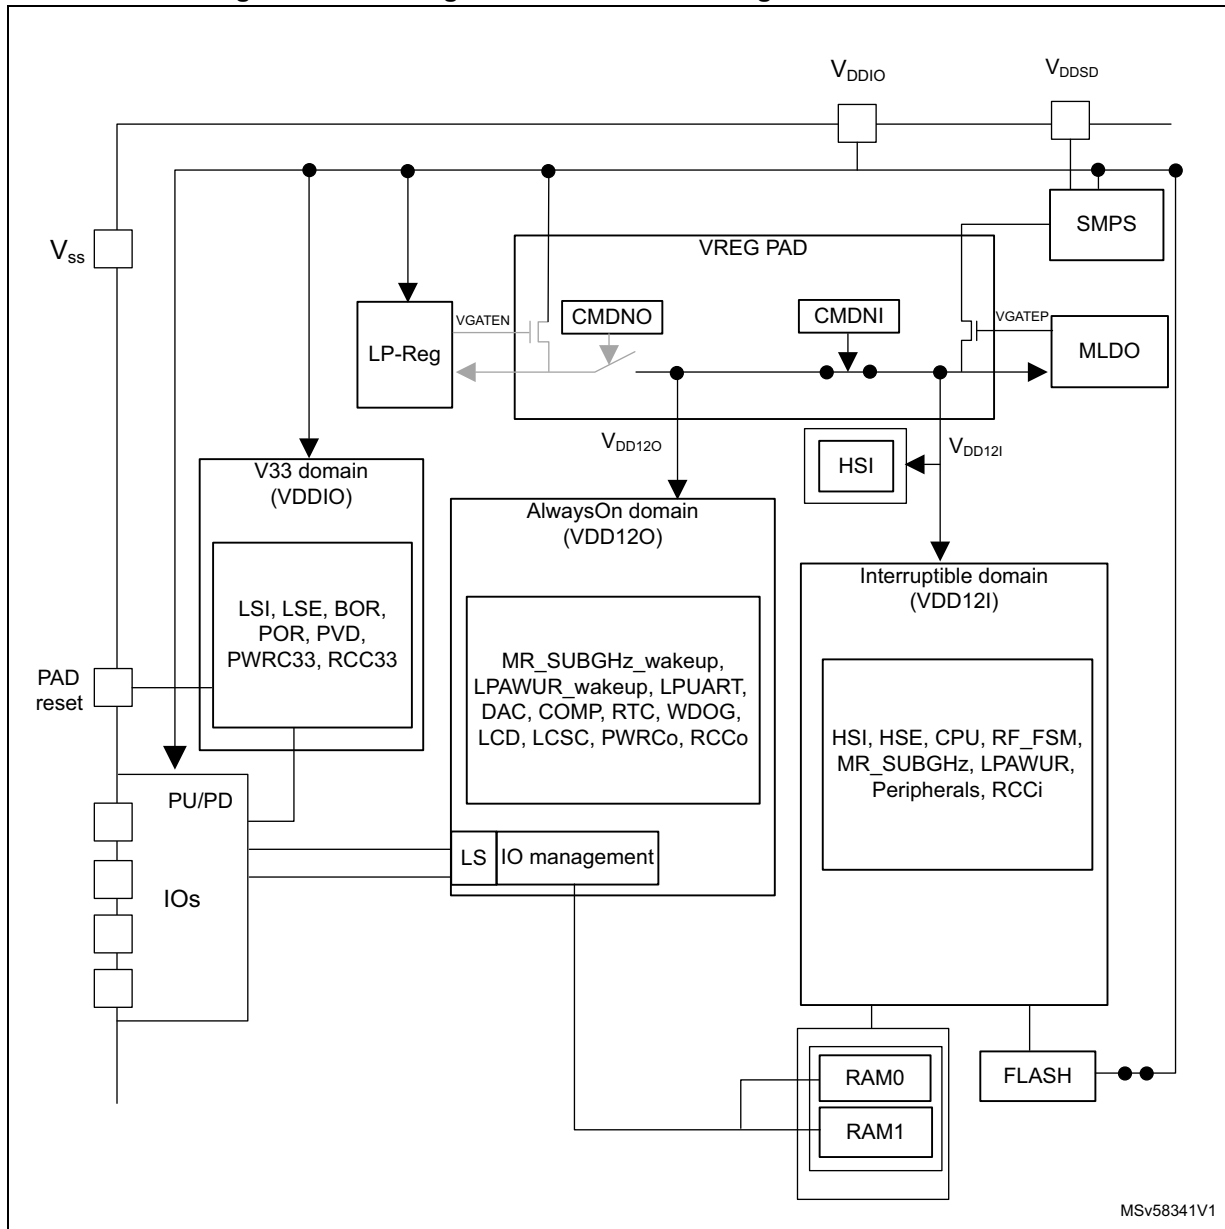 VDDIO
VDDSD
Vss
SMPS
VREG PAD
CMDNO
CMDNI
VGATEN
VGATEP
LP-Reg
MLDO
VDD12O
VDD12I
HSI
V33 domain
(VDDIO)
AlwaysOn domain
(VDD12O)
Interruptible domain
(VDD12I)
LSI, LSE, BOR,
POR, PVD,
PWRC33, RCC33
MR_SUBGHz_wakeup,
LPAWUR_wakeup, LPUART,
DAC, COMP, RTC, WDOG,
LCD, LCSC, PWRCo, RCCo
HSI, HSE, CPU, RF_FSM,
MR_SUBGHz, LPAWUR,
Peripherals, RCCi
PAD
reset
PU/PD
IOs
LS
IO management
RAM0
RAM1
FLASH
MSv58341V1